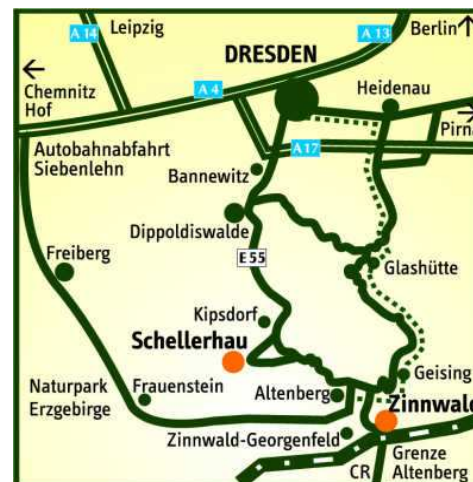 Leipzig
A 14
A 13
Berlin
DRESDEN
Chemnitz
Hof
A 4
Heidenau
Pirna
Autobahnabfahrt
Siebenlehn
A 17
Bannewitz
Dippoldiswalde
Freiberg
E 55
Glashütte
Kipsdorf
Schellerhau
Geising
Naturpark
Erzgebirge
Frauenstein
Altenberg
Zinnwald
Zinnwald-Georgenfeld
Grenze
CR
Altenberg